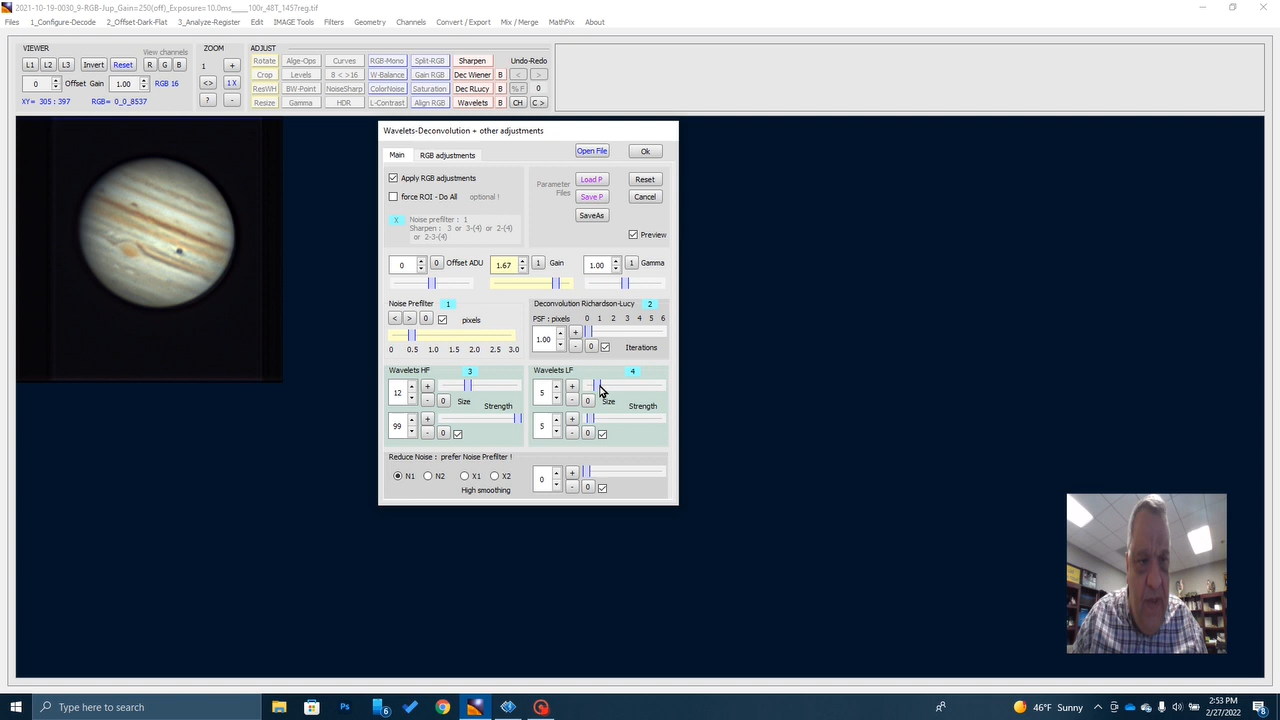 2021-10-19-0030_9-RGB-Jup_Gain=250(off)_Exposure=10.0ms____100r_48T_1457reg.tif
Files 1_Configure-Decode 2_Offset-Dark-Flat 3_Analyze-Register Edit IMAGE Tools Filters Geometry Channels Convert / Export Mix / Merge MathPix About
VIEWER View channels ZOOM ADJUST
L1 L2 L3 Invert Reset R G B 1 + Rotate Alge-Ops Curves RGB-Mono Split-RGB Sharpen Undo-Redo
0 Offset Gain 1.00 RGB 16 <> 1 X Crop Levels 8 < >16 W-Balance Gain RGB Dec Wiener B < >
ResWH BW-Point NoiseSharp ColorNoise Saturation Dec RLucy B % F 0
XY= 305 : 397 RGB= 0_0_8537 ? - Resize Gamma HDR L-Contrast Align RGB Wavelets B CH C >
Wavelets-Deconvolution + other adjustments
Main RGB adjustments Open File Ok
Apply RGB adjustments Parameter Files Load P Reset
force ROI - Do All optional ! Save P Cancel
X Noise prefilter : 1 SaveAs
Sharpen : 3 or 3-(4) or 2-(4)
or 2-3-(4) Preview
0 0 Offset ADU 1.67 1 Gain 1.00 1 Gamma
Noise Prefilter 1 Deconvolution Richardson-Lucy 2
< > 0 pixels PSF : pixels 0 1 2 3 4 5 6
1.00 + - 0 Iterations
0 0.5 1.0 1.5 2.0 2.5 3.0
Wavelets HF 3 Wavelets LF 4
12 + - 0 Size 5 + - 0 Size
Strength Strength
99 + - 0 5 + - 0
Reduce Noise : prefer Noise Prefilter !
N1 N2 X1 X2 0 + - 0
High smoothing
Type here to search Ps 6 46°F Sunny 2:53 PM
2/27/2022 8